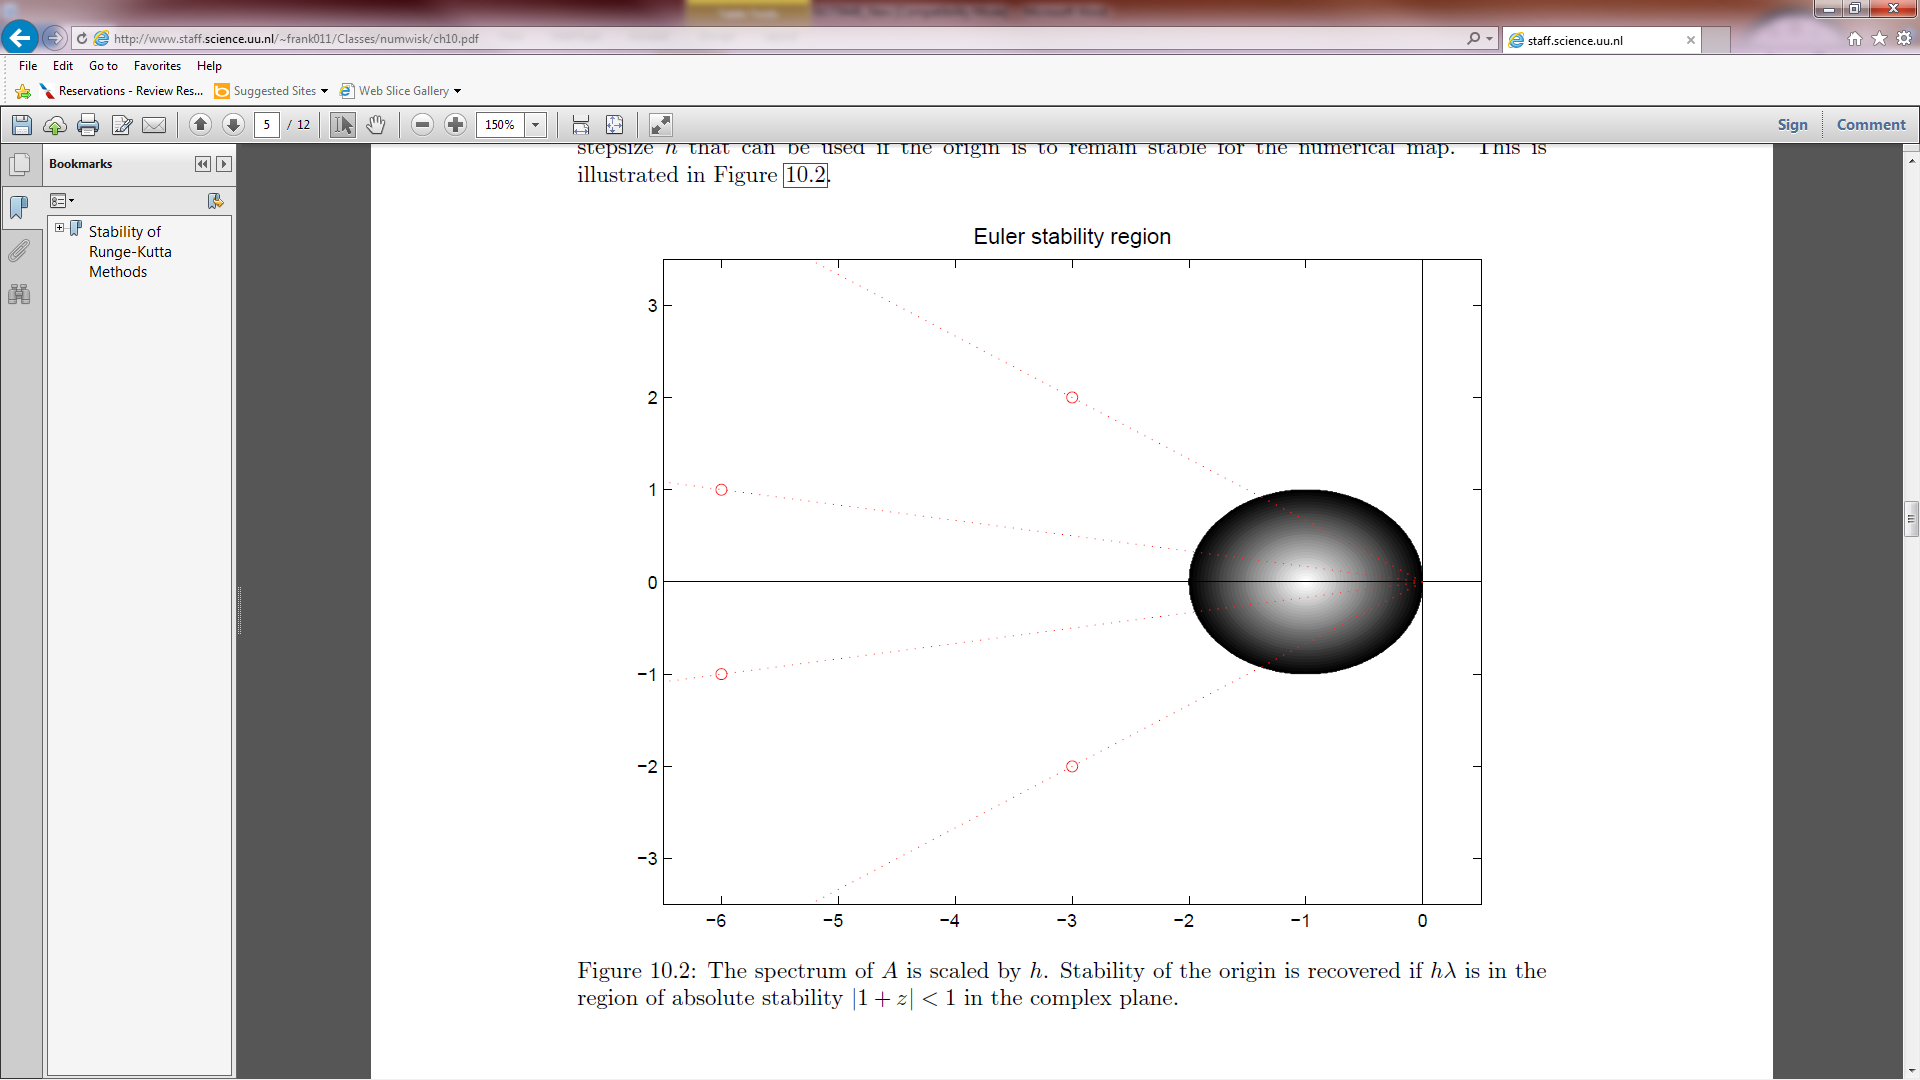 http://www.staff.science.uu.nl/~frank011/Classes/numwisk/ch10.pdf
staff.science.uu.nl
File Edit Go to Favorites Help
Reservations - Review Res... Suggested Sites Web Slice Gallery
5 / 12 150% Sign Comment
Bookmarks
Stability of
Runge-Kutta
Methods
stepsize h that can be used if the origin is to remain stable for the numerical map. This is
illustrated in Figure 10.2.
Euler stability region
3
2
1
0
−1
−2
−3
−6 −5 −4 −3 −2 −1 0
Figure 10.2: The spectrum of A is scaled by h. Stability of the origin is recovered if hλ is in the
region of absolute stability |1 + z| < 1 in the complex plane.